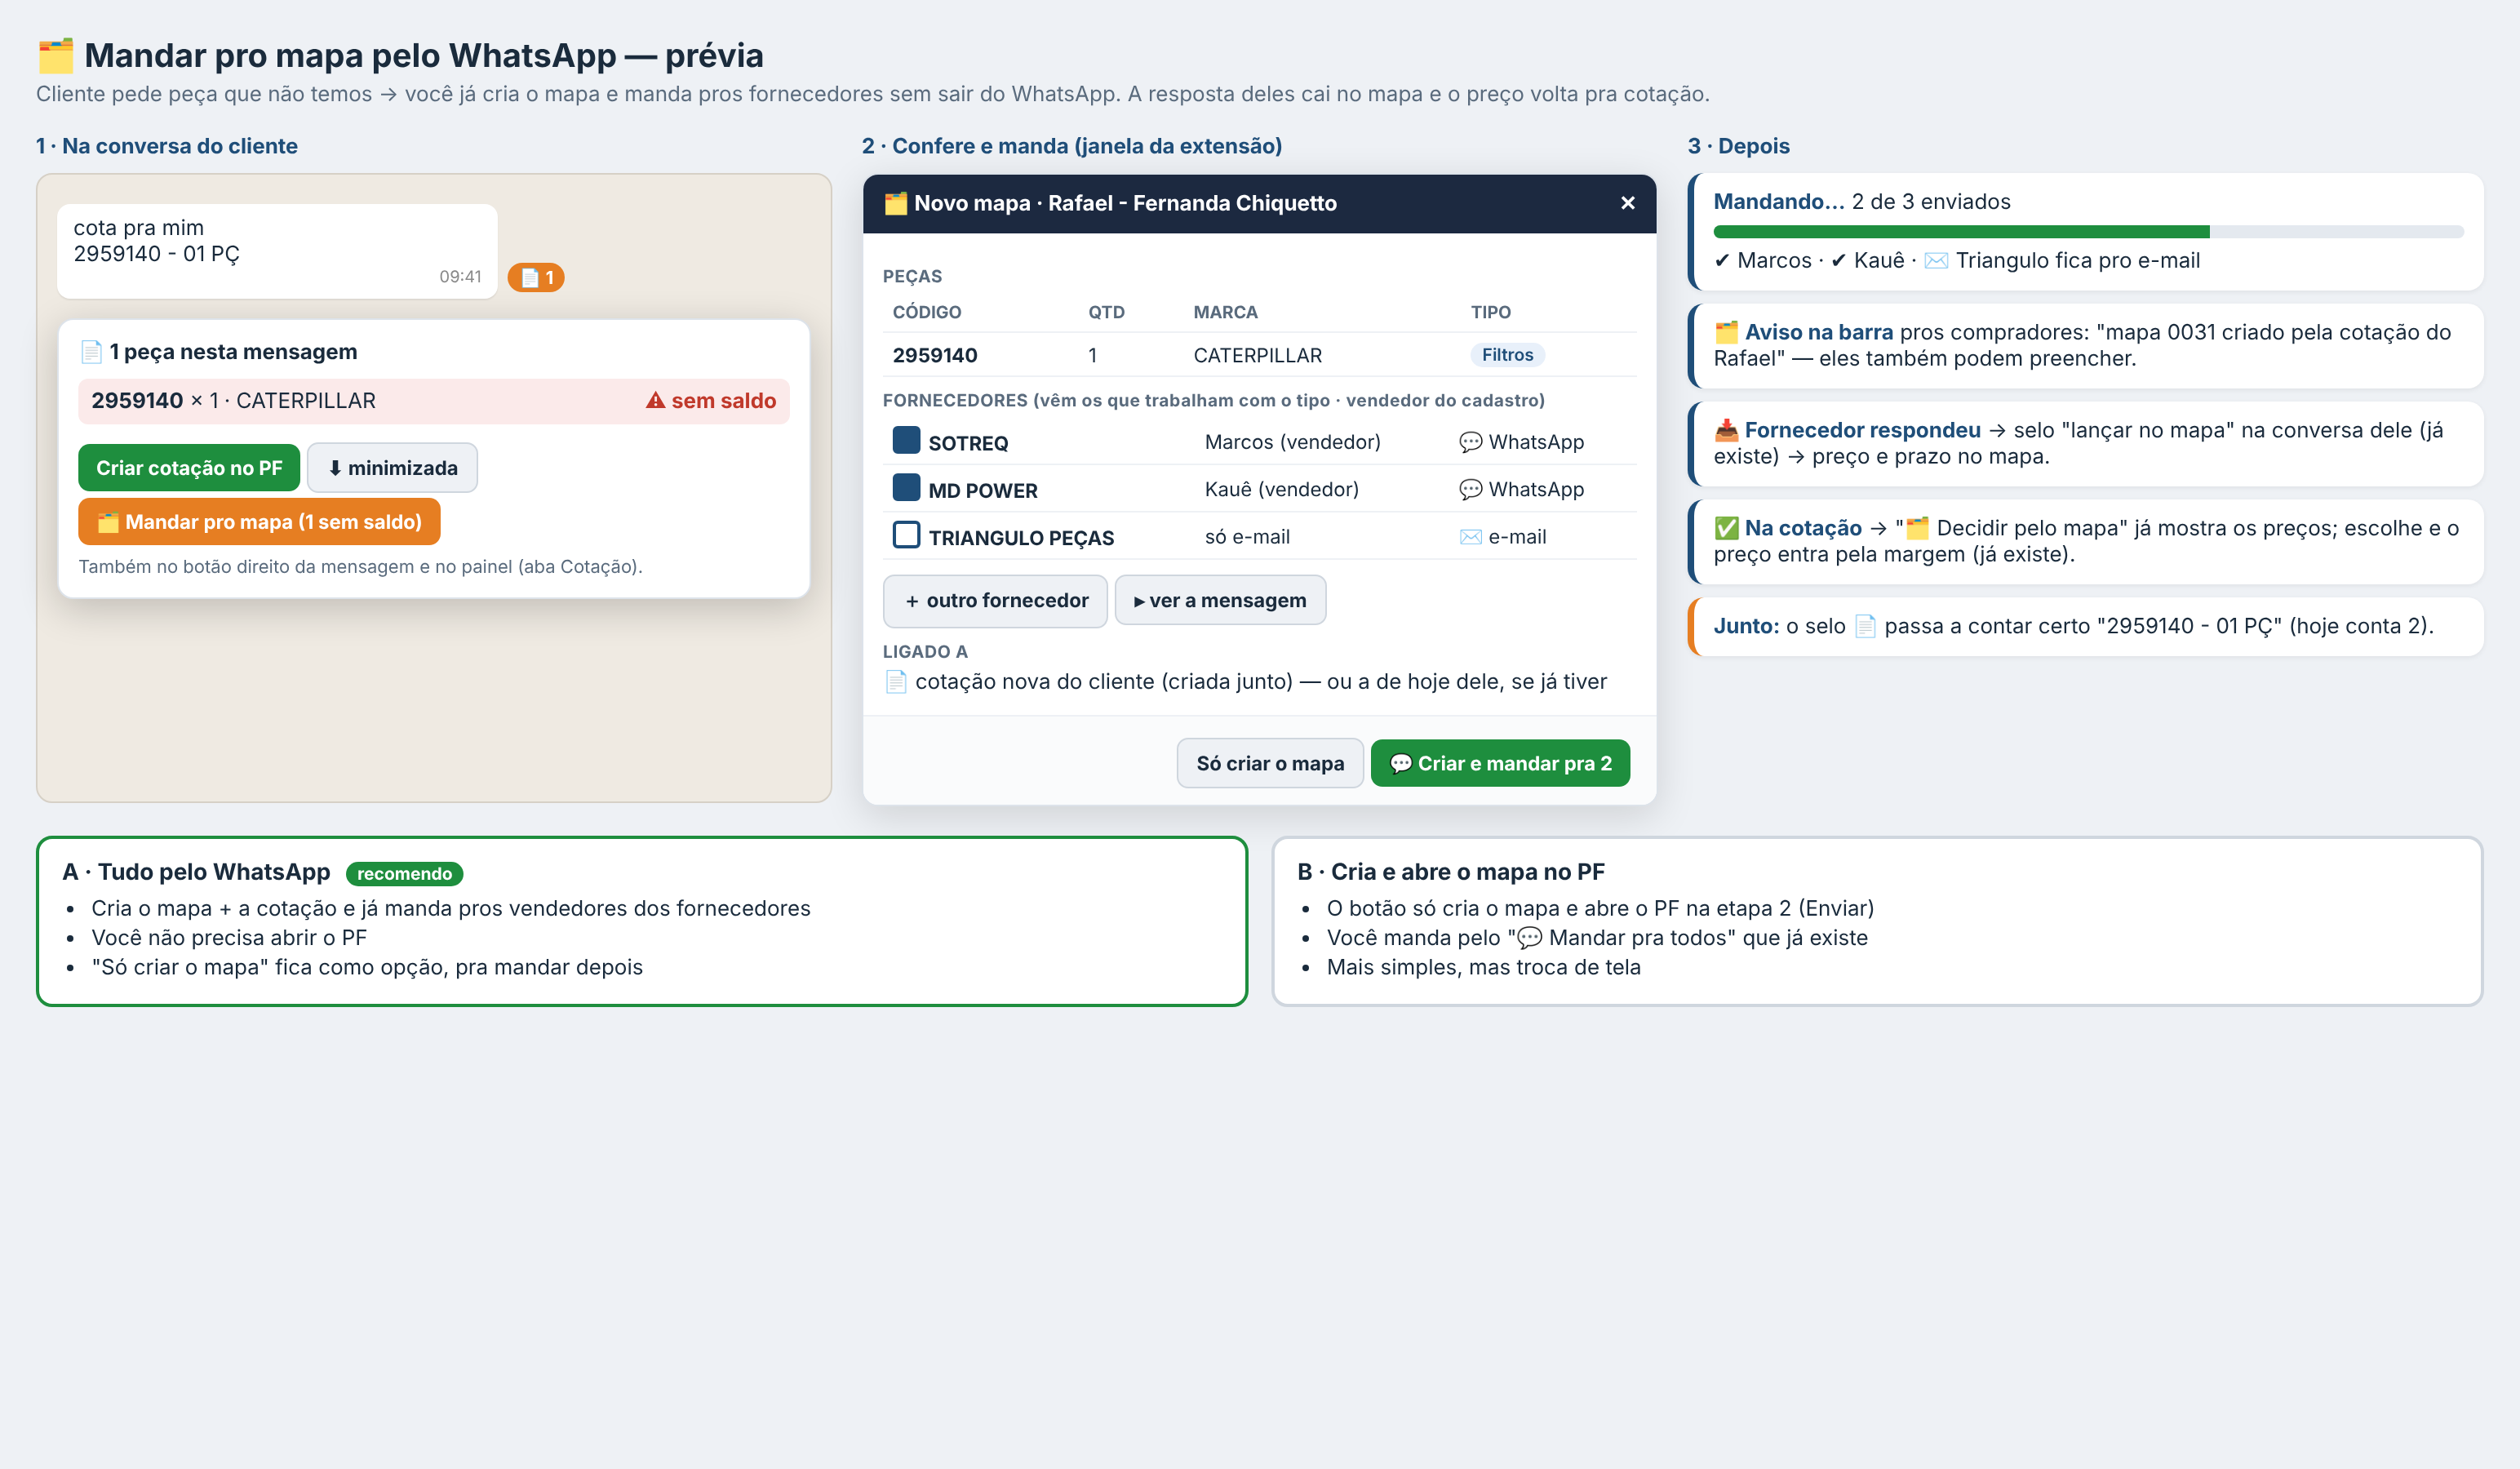 🗂️ Mandar pro mapa pelo WhatsApp — prévia
Cliente pede peça que não temos → você já cria o mapa e manda pros fornecedores sem sair do WhatsApp. A resposta deles cai no mapa e o preço volta pra cotação.
1 · Na conversa do cliente
cota pra mim
2959140 - 01 PÇ
09:41
📄 1
📄 1 peça nesta mensagem
2959140 × 1 · CATERPILLAR ⚠ sem saldo
Criar cotação no PF ⬇ minimizada
🗂️ Mandar pro mapa (1 sem saldo)
Também no botão direito da mensagem e no painel (aba Cotação).
2 · Confere e manda (janela da extensão)
🗂️ Novo mapa · Rafael - Fernanda Chiquetto ✕
PEÇAS
CÓDIGO QTD MARCA TIPO
2959140 1 CATERPILLAR Filtros
FORNECEDORES (vêm os que trabalham com o tipo · vendedor do cadastro)
SOTREQ Marcos (vendedor) 💬 WhatsApp
MD POWER Kauê (vendedor) 💬 WhatsApp
TRIANGULO PEÇAS só e-mail ✉️ e-mail
＋ outro fornecedor ▸ ver a mensagem
LIGADO A
📄 cotação nova do cliente (criada junto) — ou a de hoje dele, se já tiver
Só criar o mapa 💬 Criar e mandar pra 2
3 · Depois
Mandando… 2 de 3 enviados
✔ Marcos · ✔ Kauê · ✉️ Triangulo fica pro e-mail
🗂️ Aviso na barra pros compradores: "mapa 0031 criado pela cotação do
Rafael" — eles também podem preencher.
📥 Fornecedor respondeu → selo "lançar no mapa" na conversa dele (já
existe) → preço e prazo no mapa.
✅ Na cotação → "🗂️ Decidir pelo mapa" já mostra os preços; escolhe e o
preço entra pela margem (já existe).
Junto: o selo 📄 passa a contar certo "2959140 - 01 PÇ" (hoje conta 2).
A · Tudo pelo WhatsApp recomendo
• Cria o mapa + a cotação e já manda pros vendedores dos fornecedores
• Você não precisa abrir o PF
• "Só criar o mapa" fica como opção, pra mandar depois
B · Cria e abre o mapa no PF
• O botão só cria o mapa e abre o PF na etapa 2 (Enviar)
• Você manda pelo "💬 Mandar pra todos" que já existe
• Mais simples, mas troca de tela